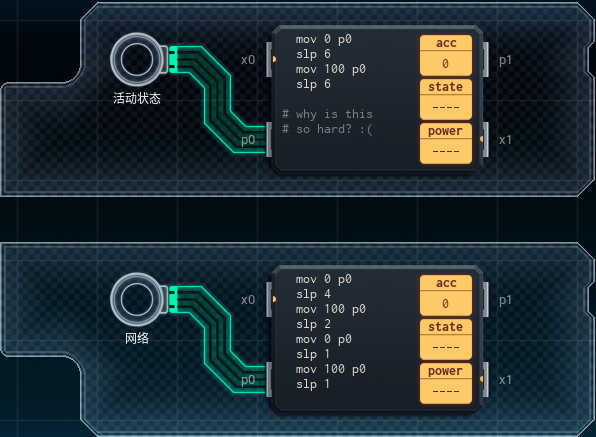 x0
mov 0 p0
slp 6
mov 100 p0
slp 6
# why is this
# so hard? :(
acc
0
state
----
power
----
p1
活动状态
p0
x1
x0
mov 0 p0
slp 4
mov 100 p0
slp 2
mov 0 p0
slp 1
mov 100 p0
slp 1
acc
0
state
----
power
----
p1
网络
p0
x1